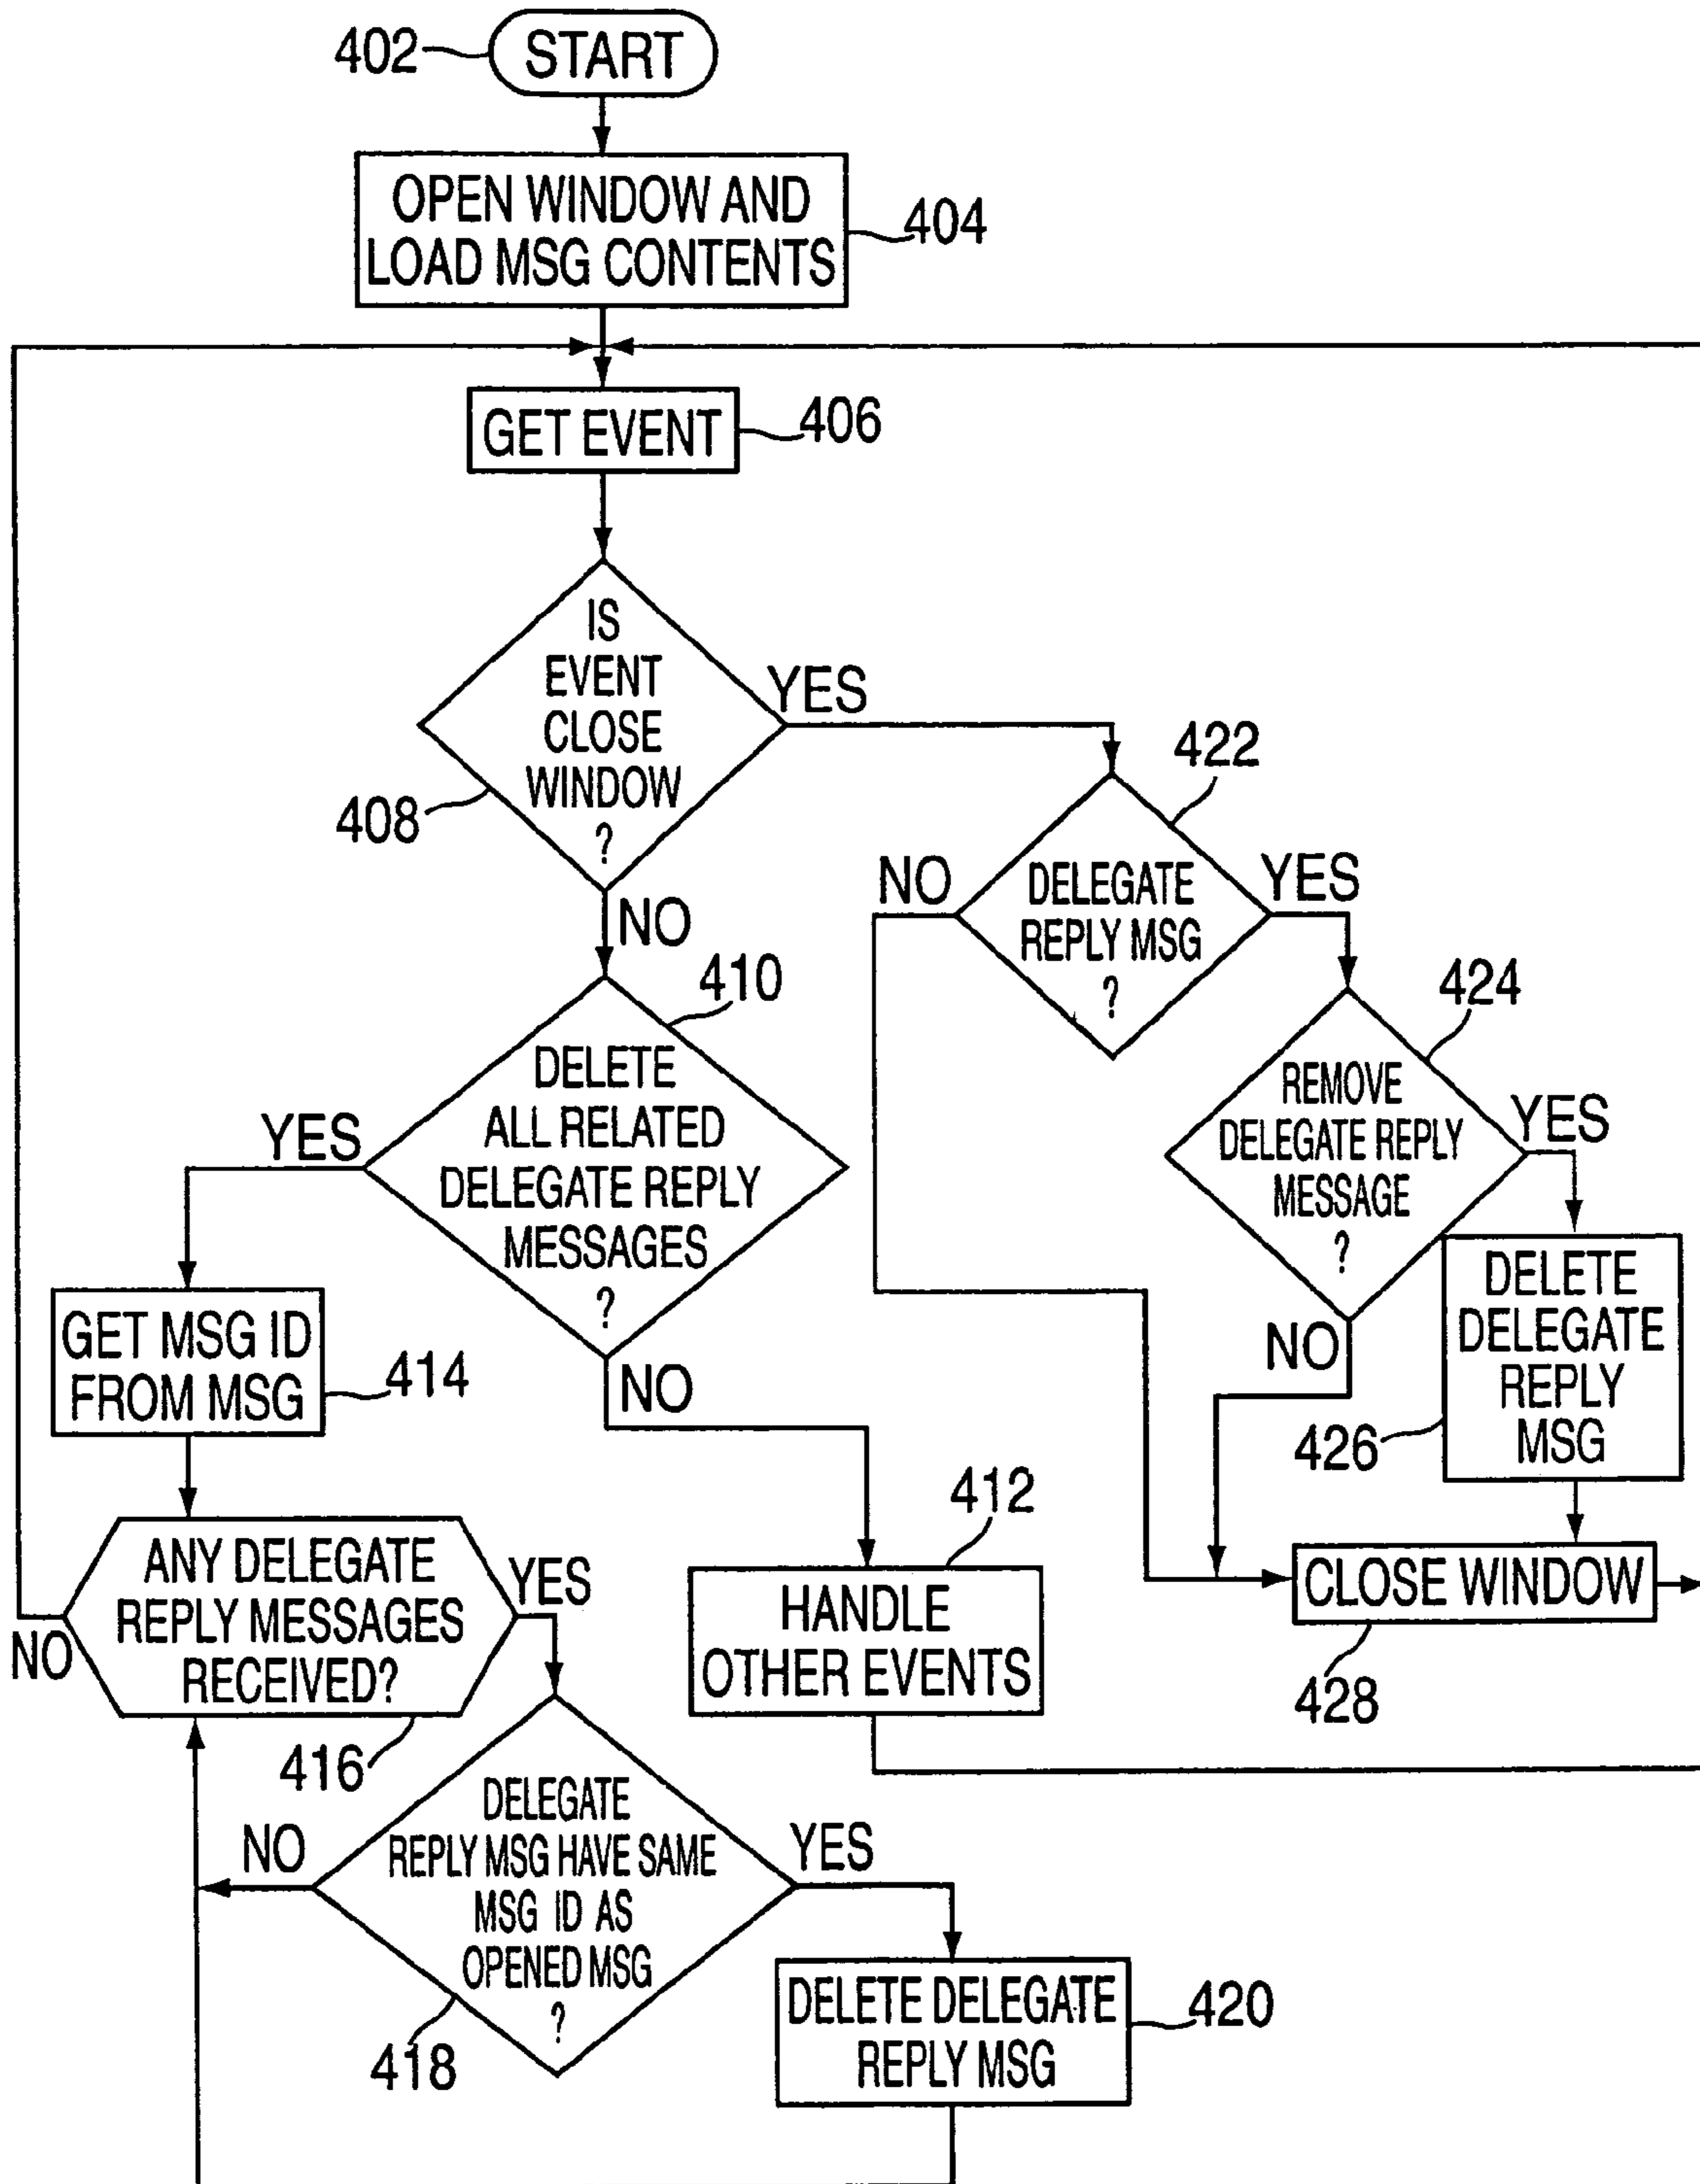 402
START
OPEN WINDOW AND
LOAD MSG CONTENTS
404
GET EVENT
406
IS
EVENT
CLOSE
WINDOW
?
408
YES
NO
422
DELEGATE
REPLY MSG
?
NO
YES
410
DELETE
ALL RELATED
DELEGATE REPLY
MESSAGES
?
YES
NO
424
REMOVE
DELEGATE REPLY
MESSAGE
?
YES
NO
GET MSG ID
FROM MSG
414
DELETE
DELEGATE
REPLY
MSG
426
412
HANDLE
OTHER EVENTS
CLOSE WINDOW
428
ANY DELEGATE
REPLY MESSAGES
RECEIVED?
YES
NO
416
DELEGATE
REPLY MSG HAVE SAME
MSG ID AS
OPENED MSG
?
NO
YES
418
DELETE DELEGATE
REPLY MSG
420